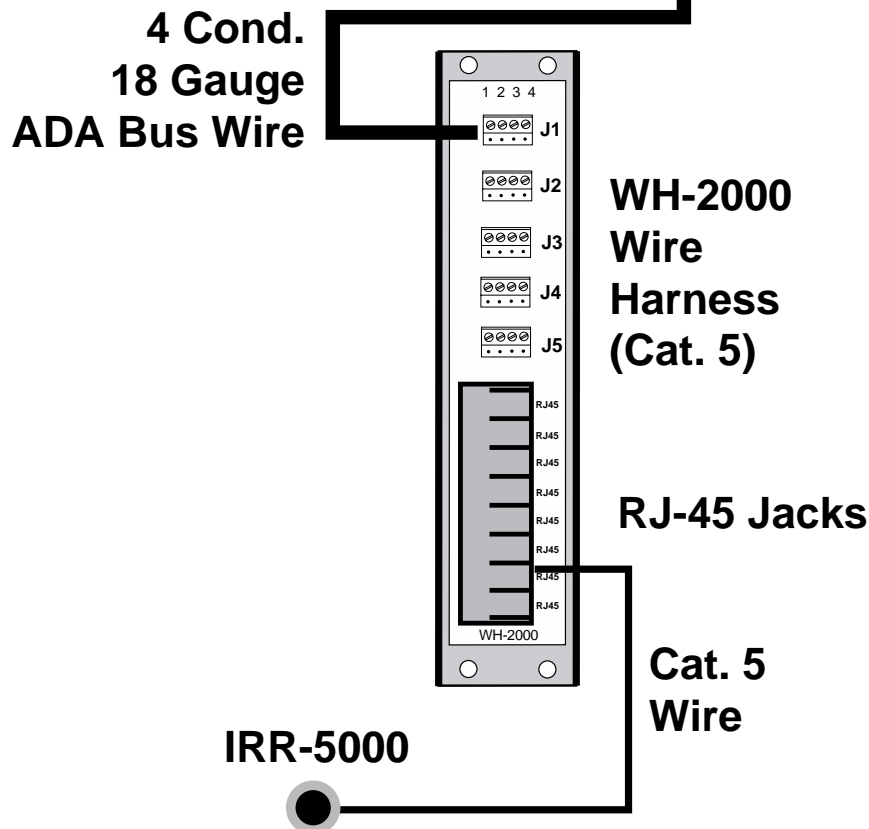 4 Cond.
18 Gauge
ADA Bus Wire
1 2 3 4
J1
J2
J3
J4
J5
WH-2000
Wire
Harness
(Cat. 5)
RJ45
RJ45
RJ45
RJ45
RJ45
RJ45
RJ45
RJ45
RJ-45 Jacks
WH-2000
Cat. 5
Wire
IRR-5000